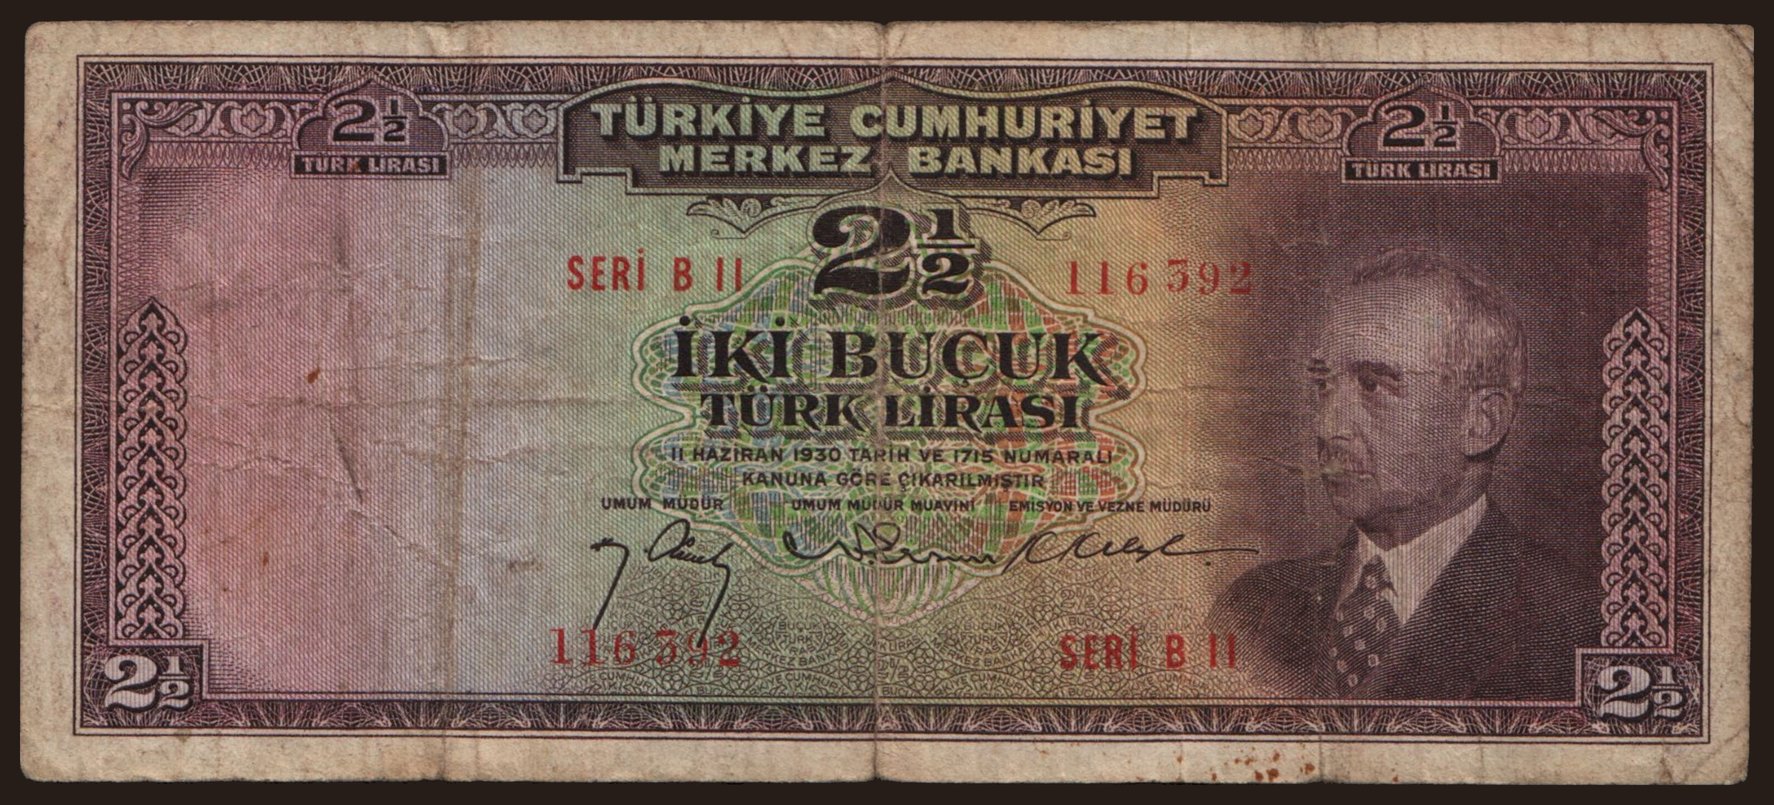 2½ TÜRK LİRASI
TÜRKİYE CUMHURİYET
MERKEZ BANKASI
2½ TÜRK LİRASI
2½
SERİ B 11 116392
İKİ BUÇUK
TÜRK LİRASI
11 HAZİRAN 1930 TARİH VE 1715 NUMARALI
KANUNA GÖRE ÇIKARILMIŞTIR
UMUM MÜDÜR UMUM MÜDÜR MUAVİNİ EMİSYON VE VEZNE MÜDÜRÜ
116392 SERİ B 11
2½ 2½